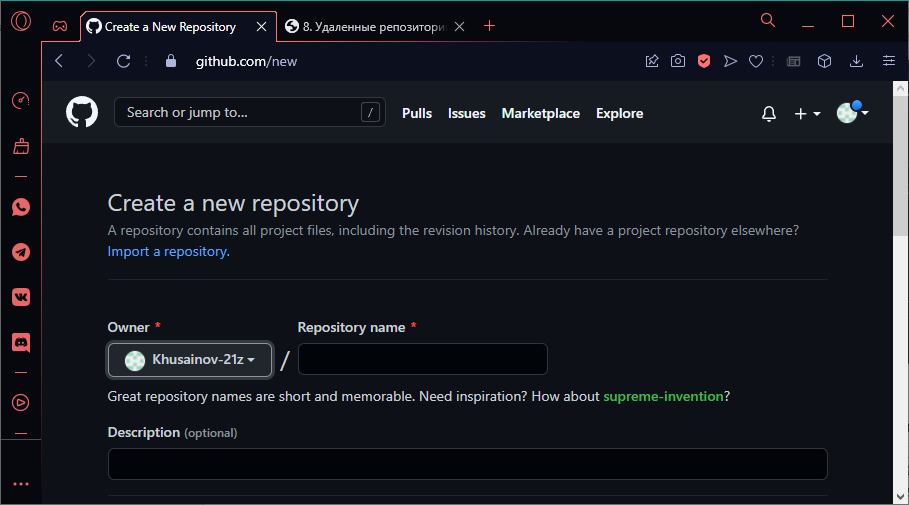 Create a New Repository
8. Удаленные репозитори
github.com/new
Search or jump to...
/
Pulls
Issues
Marketplace
Explore
Create a new repository
A repository contains all project files, including the revision history. Already have a project repository elsewhere?
Import a repository.
Owner *
Repository name *
Khusainov-21z
/
Great repository names are short and memorable. Need inspiration? How about supreme-invention?
Description (optional)